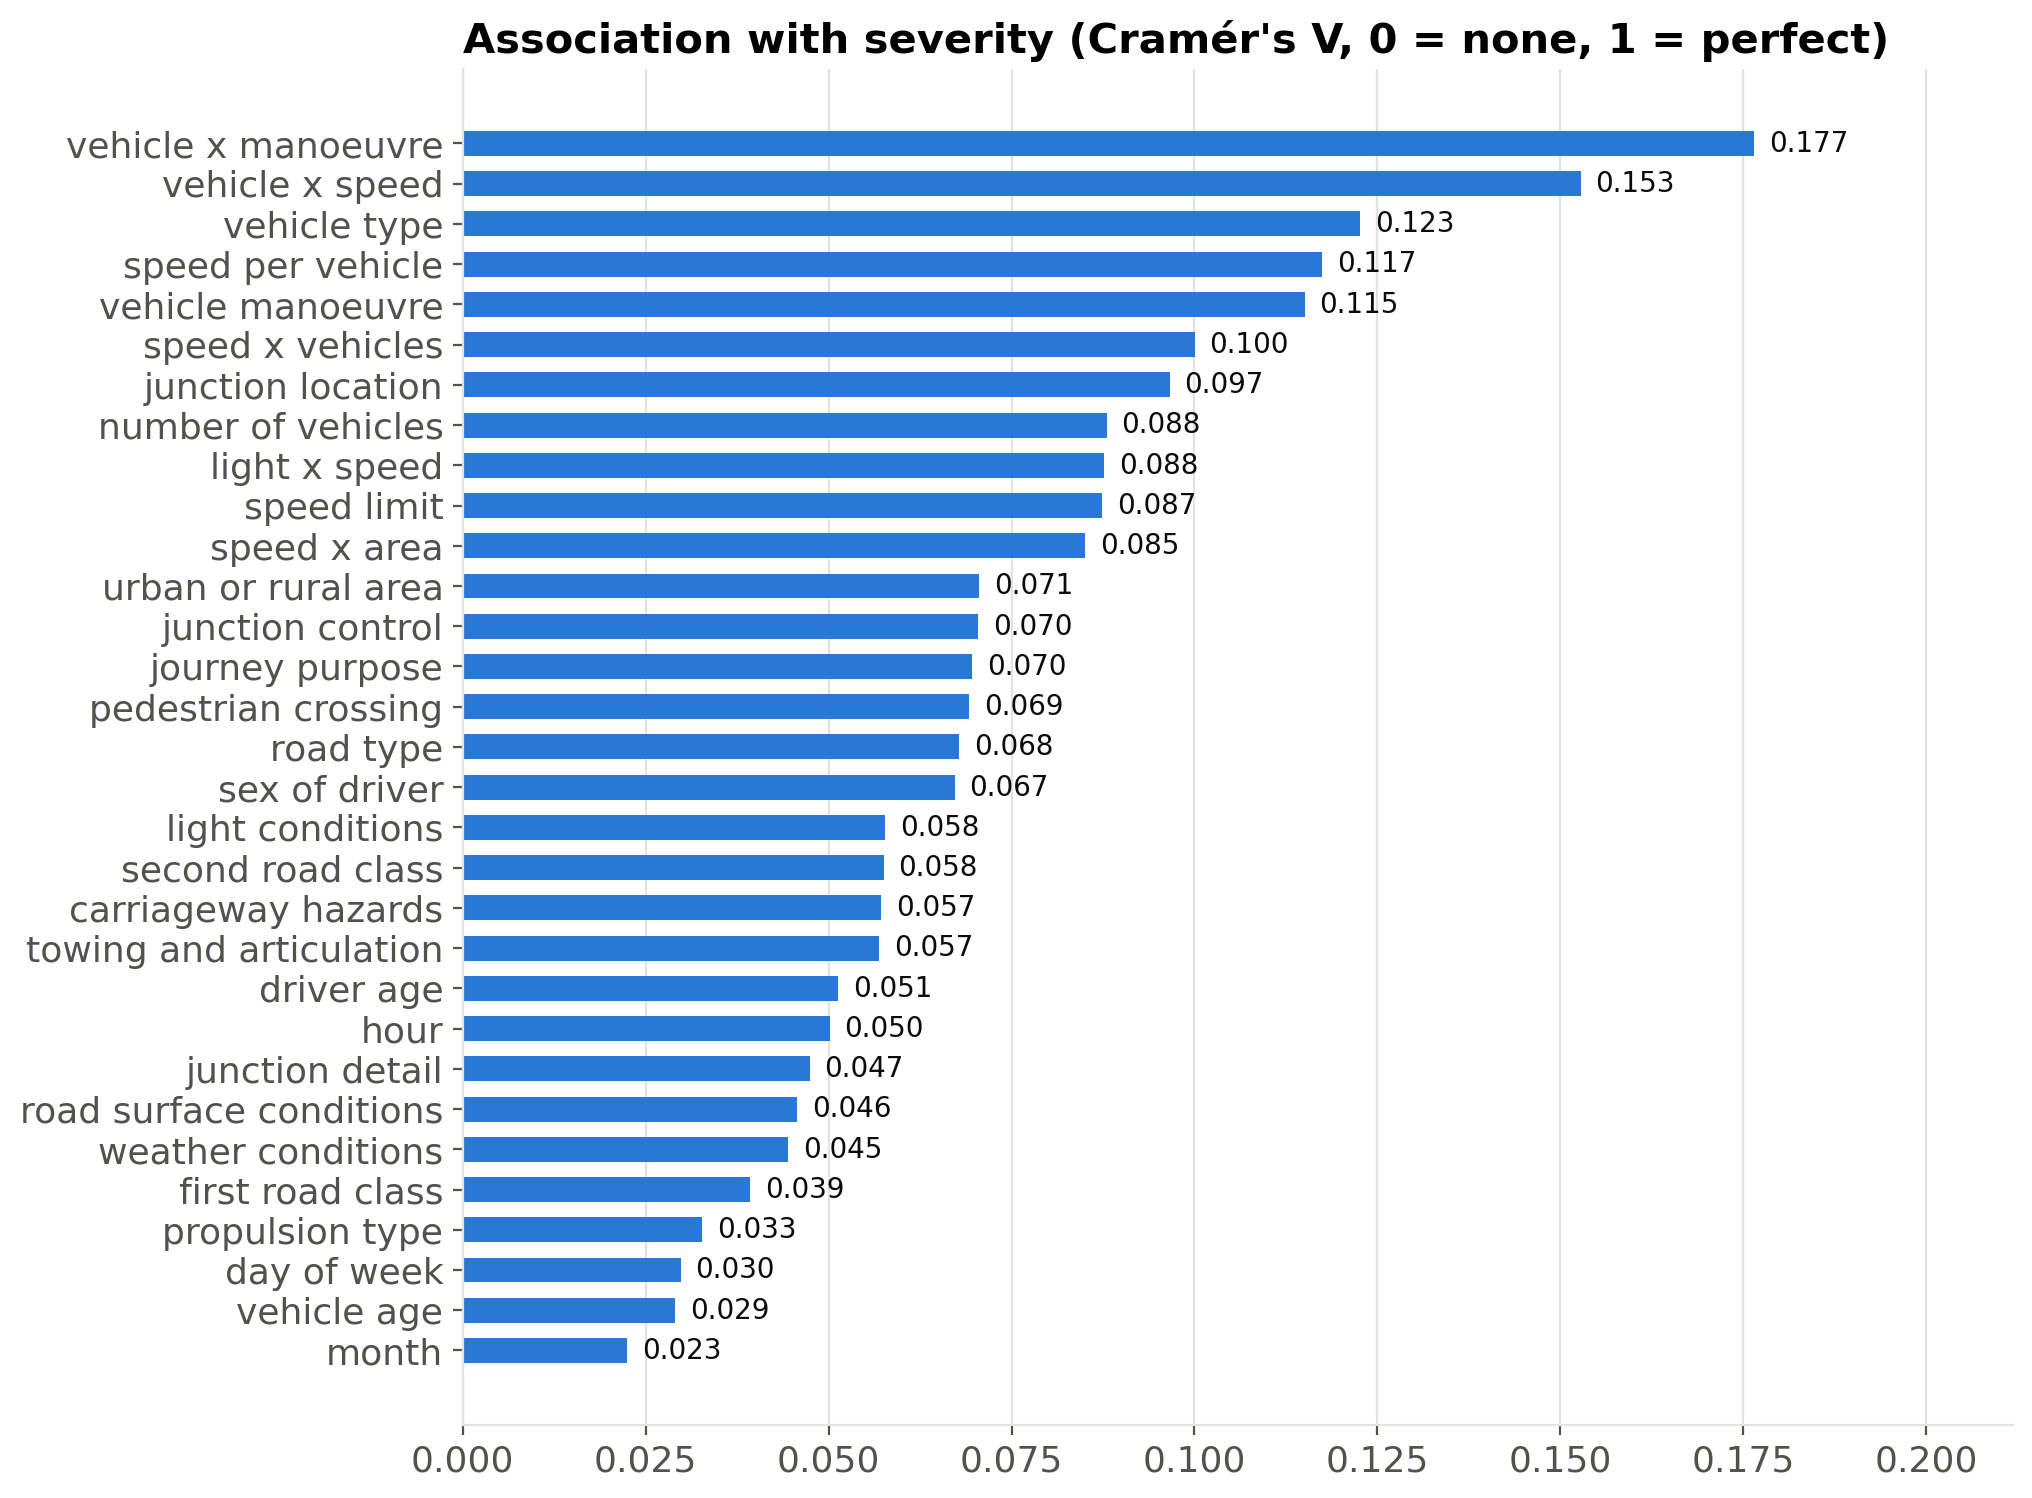 Association with severity (Cramér's V, 0 = none, 1 = perfect)
vehicle x manoeuvre 0.177
vehicle x speed 0.153
vehicle type 0.123
speed per vehicle 0.117
vehicle manoeuvre 0.115
speed x vehicles 0.100
junction location 0.097
number of vehicles 0.088
light x speed 0.088
speed limit 0.087
speed x area 0.085
urban or rural area 0.071
junction control 0.070
journey purpose 0.070
pedestrian crossing 0.069
road type 0.068
sex of driver 0.067
light conditions 0.058
second road class 0.058
carriageway hazards 0.057
towing and articulation 0.057
driver age 0.051
hour 0.050
junction detail 0.047
road surface conditions 0.046
weather conditions 0.045
first road class 0.039
propulsion type 0.033
day of week 0.030
vehicle age 0.029
month 0.023
0.000 0.025 0.050 0.075 0.100 0.125 0.150 0.175 0.200